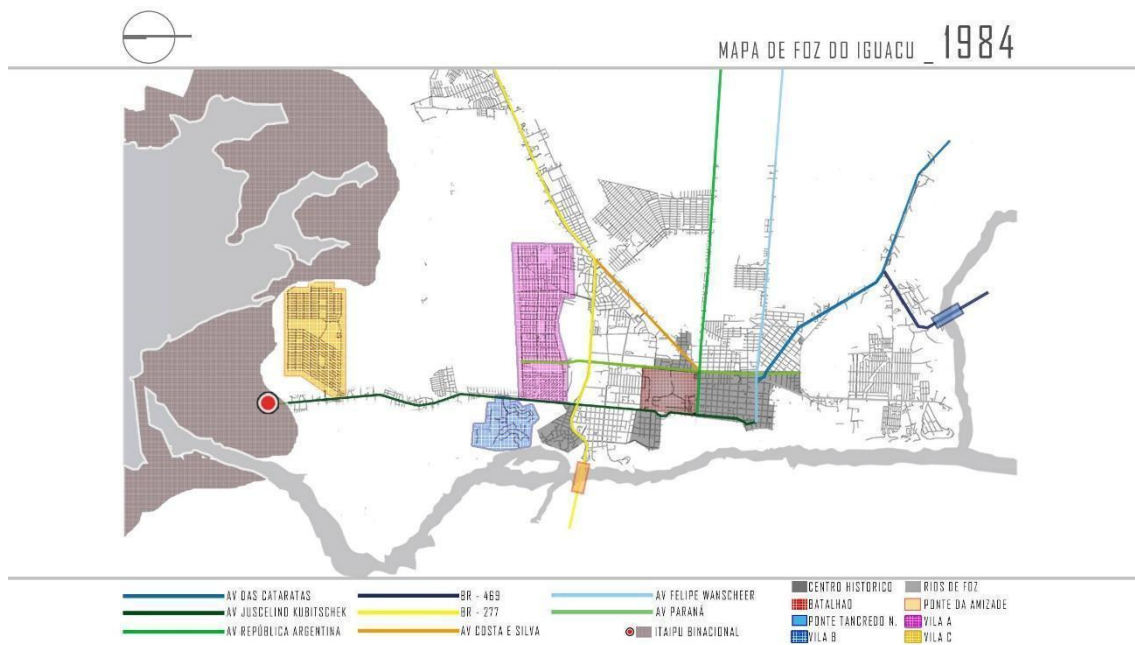 MAPA DE FOZ DO IGUACU _ 1984
AV DAS CATARATAS
BR - 469
AV FELIPE WANSCHEER
CENTRO HISTORICO
RIOS DE FOZ
AV JUSCELINO KUBITSCHEK
BR - 277
AV PARANÁ
BATALHAO
PONTE DA AMIZADE
AV REPÚBLICA ARGENTINA
AV COSTA E SILVA
ITAIPU BINACIONAL
PONTE TANCREDO N.
VILA A
VILA B
VILA C